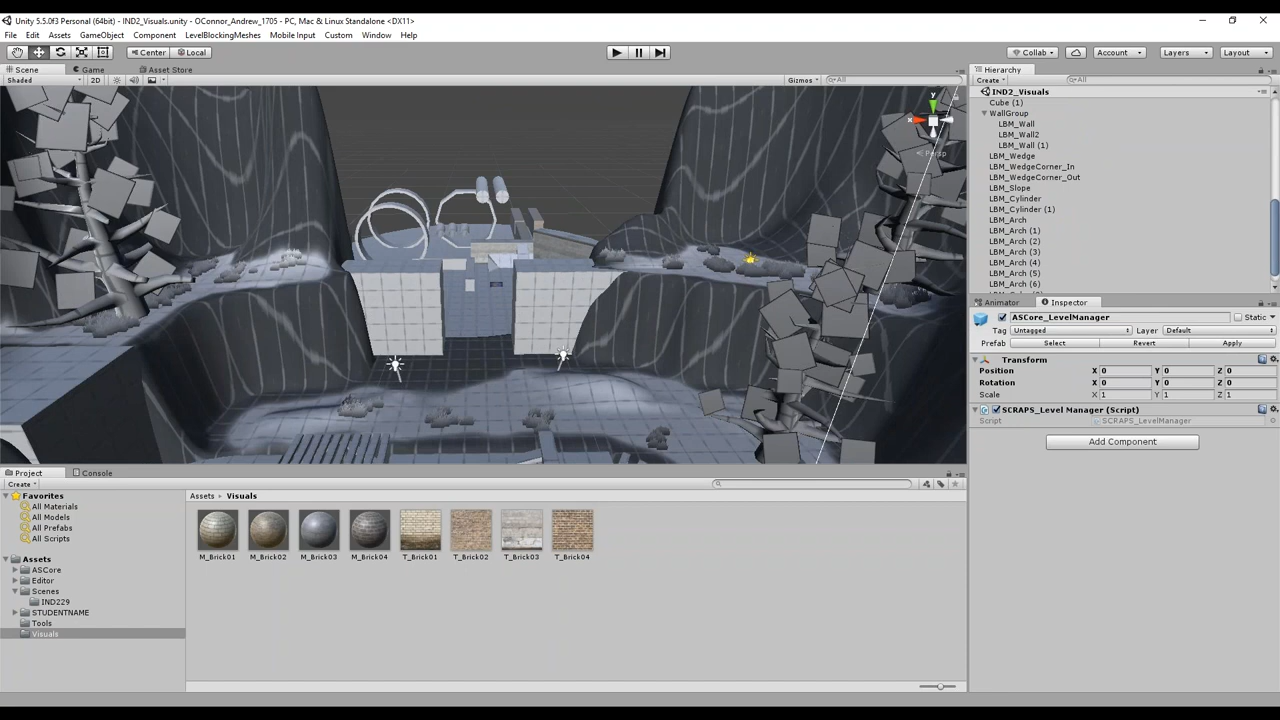 Unity 5.5.0f3 Personal (64bit) - IND2_Visuals.unity - OConnor_Andrew_1705 - PC, Mac & Linux Standalone <DX11>
File Edit Assets GameObject Component LevelBlockingMeshes Mobile Input Custom Window Help
Center Local Collab Account Layers Layout
Scene Game Asset Store
Shaded 2D Gizmos All
y
x
Persp
Hierarchy
Create All
IND2_Visuals
Cube (1)
WallGroup
LBM_Wall
LBM_Wall2
LBM_Wall (1)
LBM_Wedge
LBM_WedgeCorner_In
LBM_WedgeCorner_Out
LBM_Slope
LBM_Cylinder
LBM_Cylinder (1)
LBM_Arch
LBM_Arch (1)
LBM_Arch (2)
LBM_Arch (3)
LBM_Arch (4)
LBM_Arch (5)
LBM_Arch (6)
Animator Inspector
ASCore_LevelManager Static
Tag Untagged Layer Default
Prefab Select Revert Apply
Transform
Position X 0 Y 0 Z 0
Rotation X 0 Y 0 Z 0
Scale X 1 Y 1 Z 1
SCRAPS_Level Manager (Script)
Script SCRAPS_LevelManager
Add Component
Project Console
Create
Favorites
All Materials
All Models
All Prefabs
All Scripts
Assets
ASCore
Editor
Scenes
IND229
STUDENTNAME
Tools
Visuals
Assets Visuals
M_Brick01 M_Brick02 M_Brick03 M_Brick04 T_Brick01 T_Brick02 T_Brick03 T_Brick04